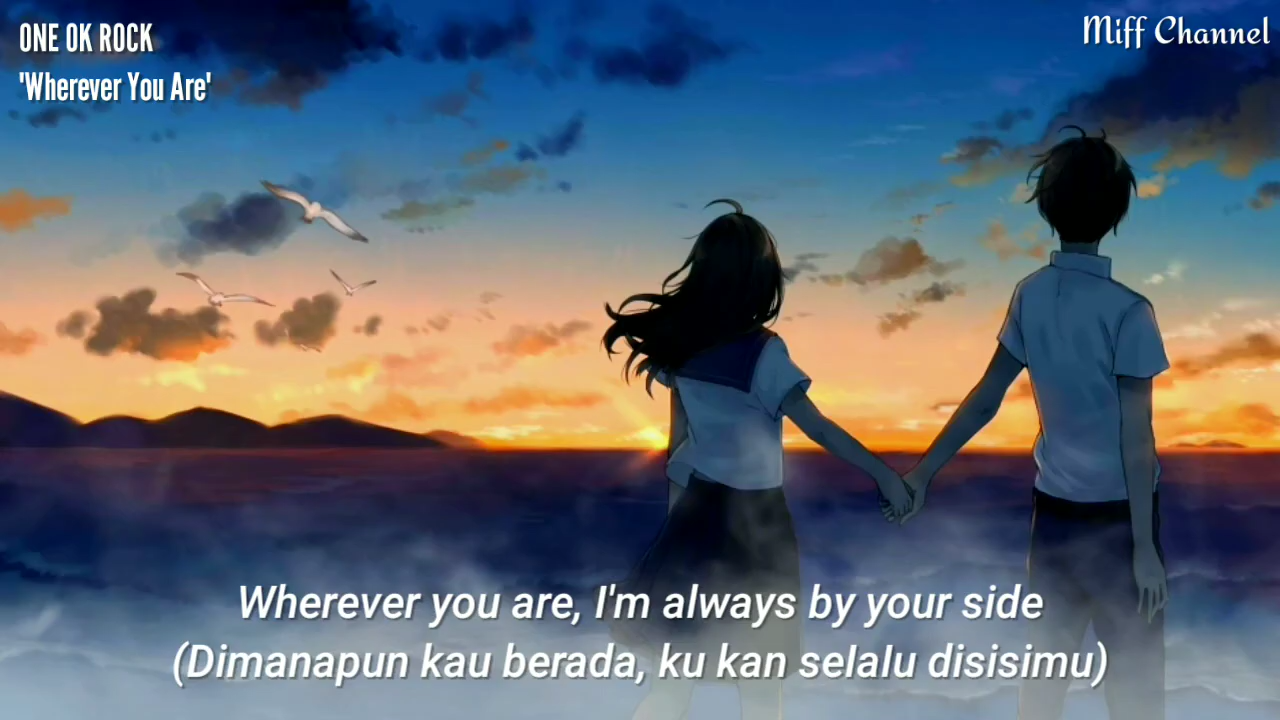 ONE OK ROCK
'Wherever You Are'
Miff Channel
Wherever you are, I'm always by your side
(Dimanapun kau berada, ku kan selalu disisimu)